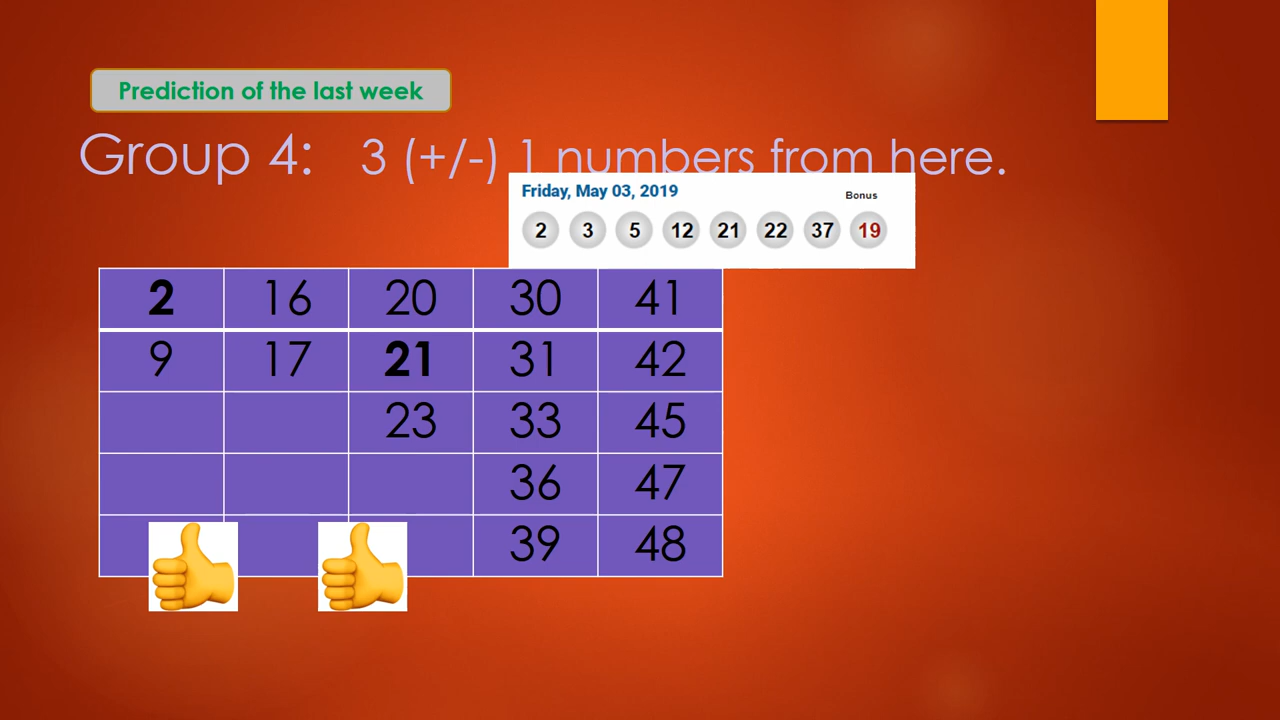 Prediction of the last week
Group 4: 3 (+/-) 1 numbers from here.
Friday, May 03, 2019
Bonus
2 3 5 12 21 22 37 19
2 16 20 30 41
9 17 21 31 42
23 33 45
36 47
39 48